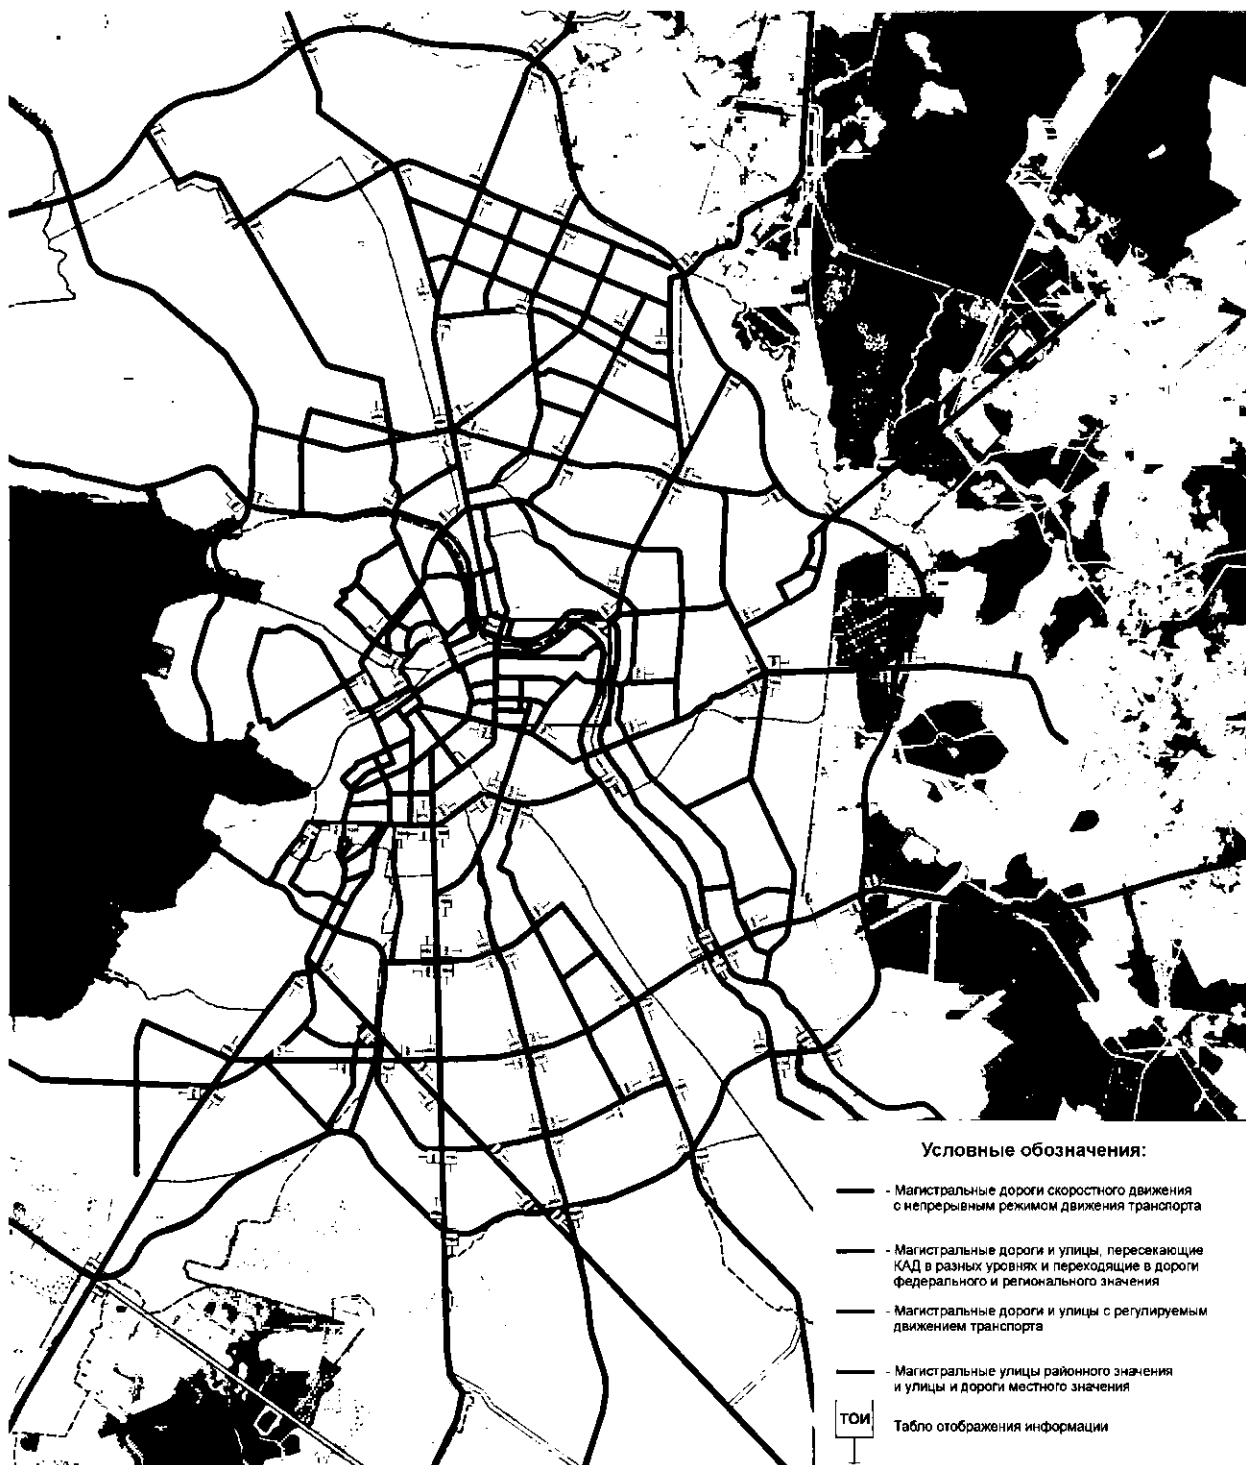 Условные обозначения:
- Магистральные дороги скоростного движения
с непрерывным режимом движения транспорта
- Магистральные дороги и улицы, пересекающие
КАД в разных уровнях и переходящие в дороги
федерального и регионального значения
- Магистральные дороги и улицы с регулируемым
движением транспорта
- Магистральные улицы районного значения
и улицы и дороги местного значения
ТОИ
Табло отображения информации